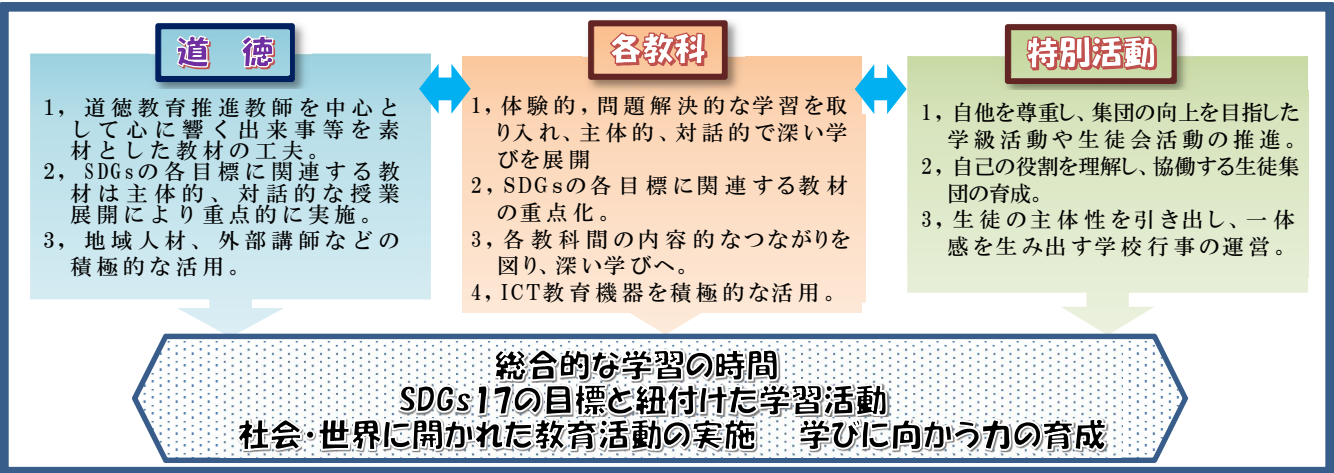 道 徳
1, 道徳教育推進教師を中心と
して心に響く出来事等を素
材とした教材の工夫。
2, SDGsの各目標に関連する教
材は主体的、対話的な授業
展開により重点的に実施。
3, 地域人材、外部講師などの
積極的な活用。
各教科
1, 体験的, 問題解決的な学習を取
り入れ、主体的、対話的で深い学
びを展開
2, SDGsの各目標に関連する教材
の重点化。
3, 各教科間の内容的なつながりを
図り、深い学びへ。
4, ICT教育機器を積極的な活用。
特別活動
1, 自他を尊重し、集団の向上を目指した
学級活動や生徒会活動の推進。
2, 自己の役割を理解し、協働する生徒集
団の育成。
3, 生徒の主体性を引き出し、一体
感を生み出す学校行事の運営。
総合的な学習の時間
SDGs17の目標と紐付けた学習活動
社会・世界に開かれた教育活動の実施 学びに向かう力の育成